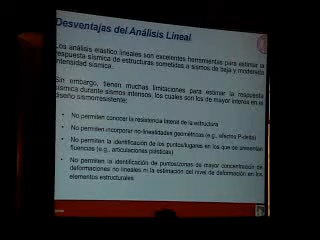 Desventajas del Análisis Lineal
Los análisis elástico lineales son excelentes herramientas para estimar la
respuesta sísmica de estructuras sometidas a sismos de baja y moderada
intensidad sísmica.
Sin embargo, tienen muchas limitaciones para estimar la respuesta
sísmica durante sismos intensos, los cuales son los de mayor interés en el
diseño sismorresistente:
• No permiten conocer la resistencia lateral de la estructura
• No permiten incorporar no-linealidades geométricas (e.g., efectos P-delta)
• No permiten la identificación de puntos/lugares en los que se presentan
fluencias (e.g., articulaciones plásticas)
• No permiten la identificación de puntos/zonas de mayor concentración de
deformaciones no lineales ni la estimación del nivel de deformación en los
elementos estructurales